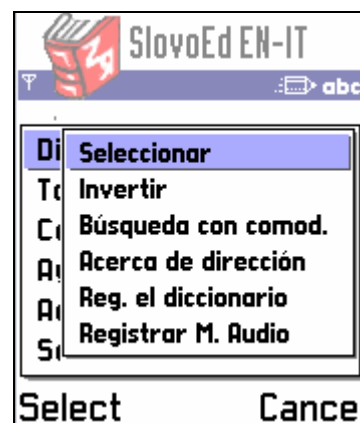 SlovoEd EN-IT
abc
Di
Seleccionar
Invertir
Búsqueda con comod.
Acerca de dirección
Reg. el diccionario
Registrar M. Audio
Select Cance